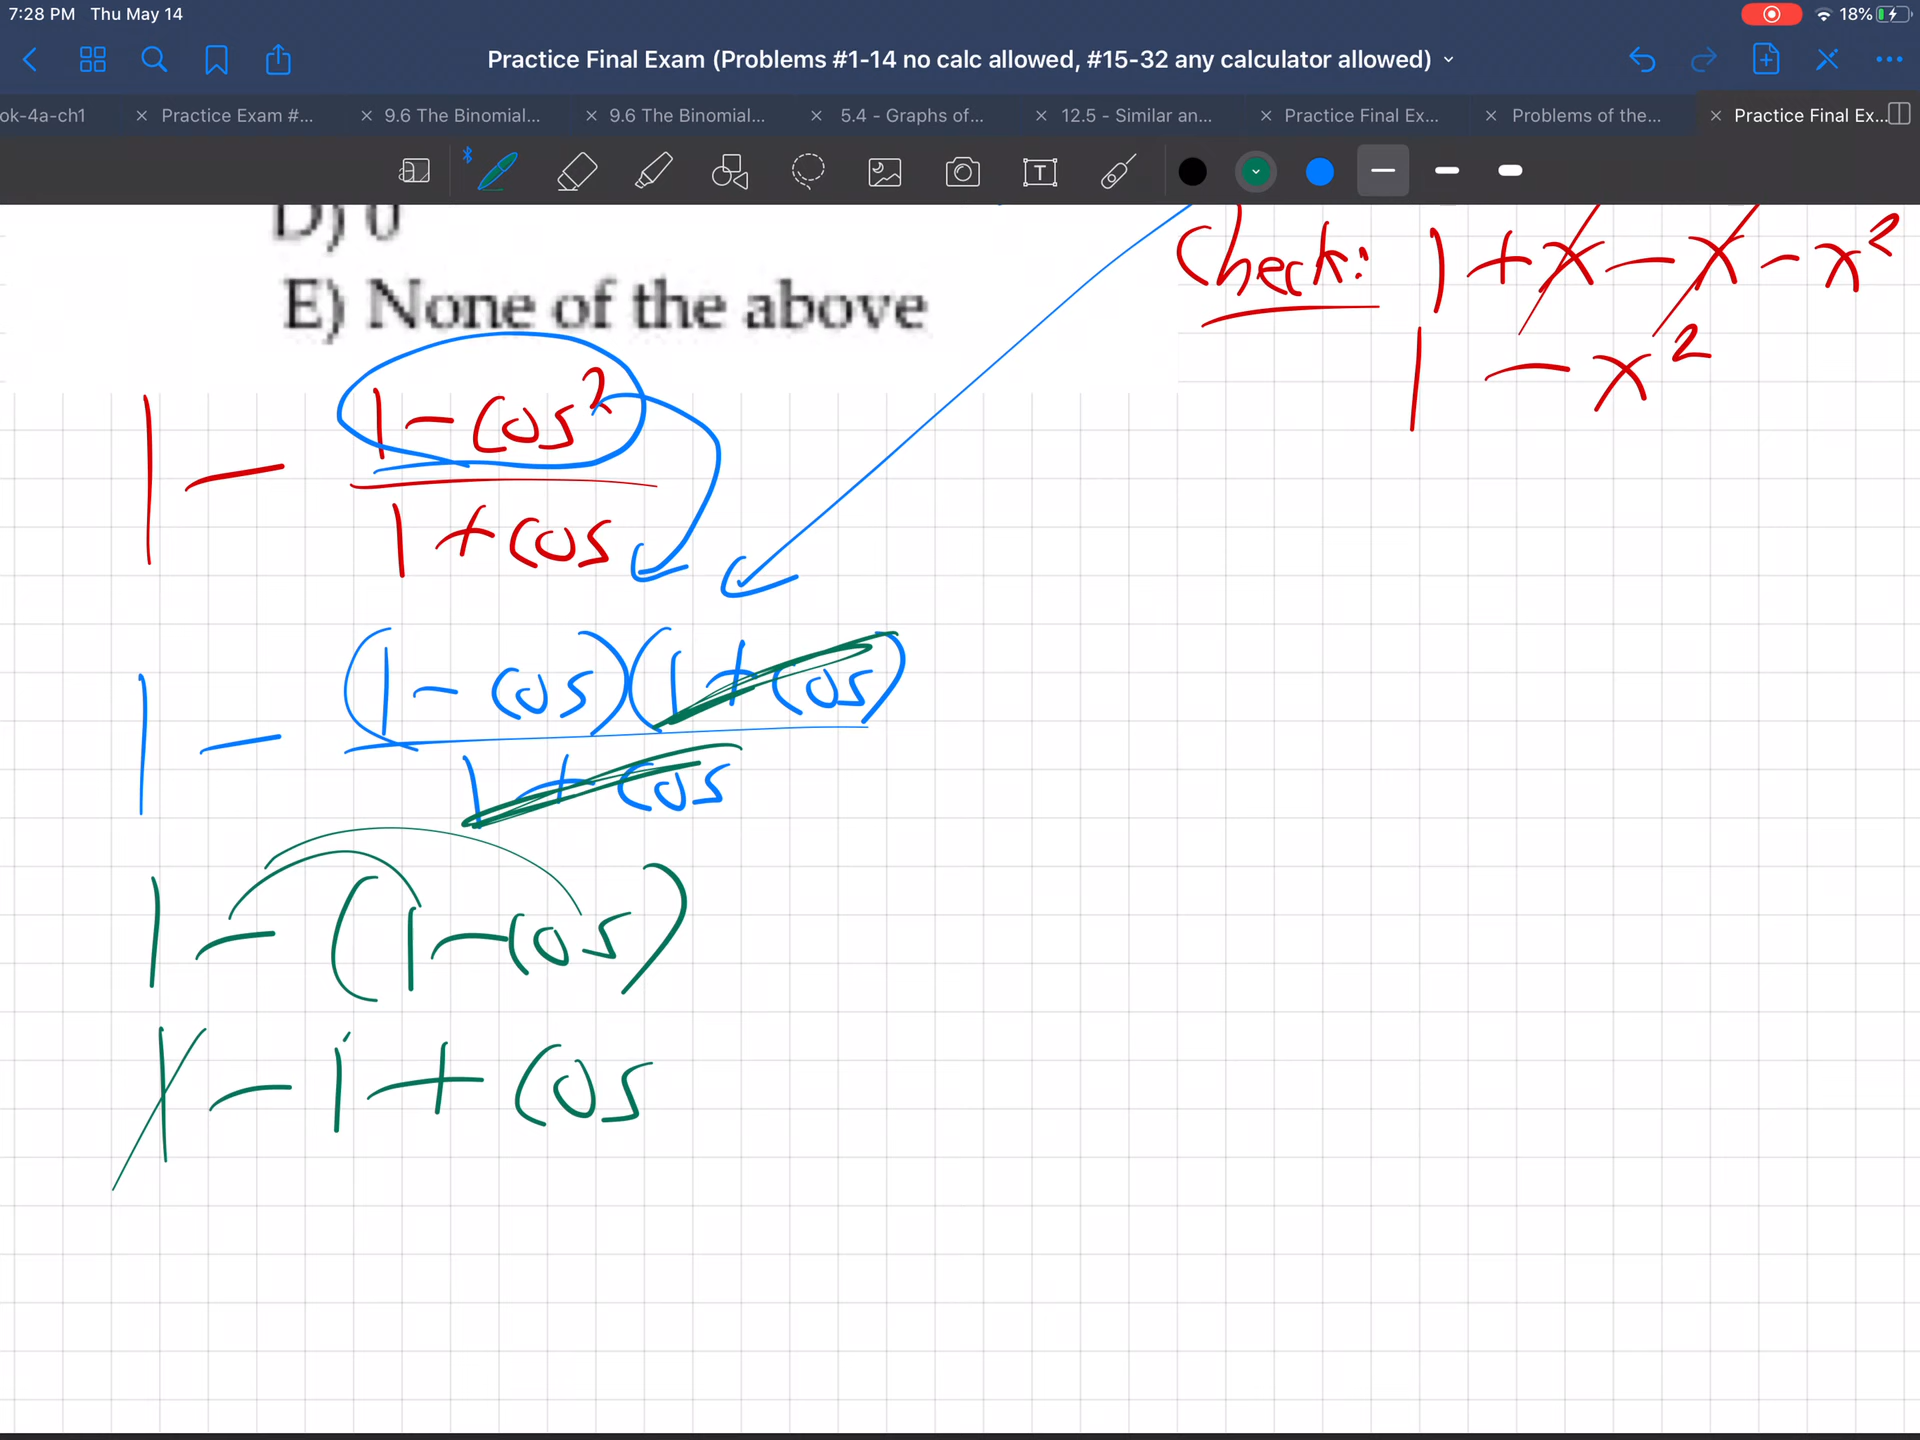 7:28 PM Thu May 14
18%
Practice Final Exam (Problems #1-14 no calc allowed, #15-32 any calculator allowed)
ok-4a-ch1
Practice Exam #...
9.6 The Binomial...
9.6 The Binomial...
5.4 - Graphs of...
12.5 - Similar an...
Practice Final Ex...
Problems of the...
Practice Final Ex...
T
D) 0
E) None of the above
Check: 1 + x - x - x²
1 - x²
1 - cos²
1 -
1 + cos
(1 - cos)(1 + cos)
1 -
1 + cos
1 - (1 - cos)
1 - 1 + cos